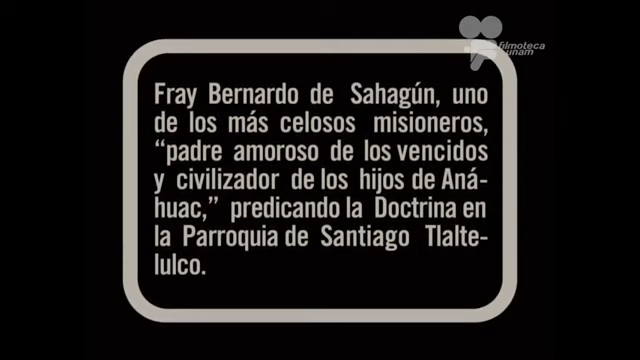 filmoteca
unam
Fray Bernardo de Sahagún, uno
de los más celosos misioneros,
“padre amoroso de los vencidos
y civilizador de los hijos de Aná-
huac,” predicando la Doctrina en
la Parroquia de Santiago Tlalte-
lulco.